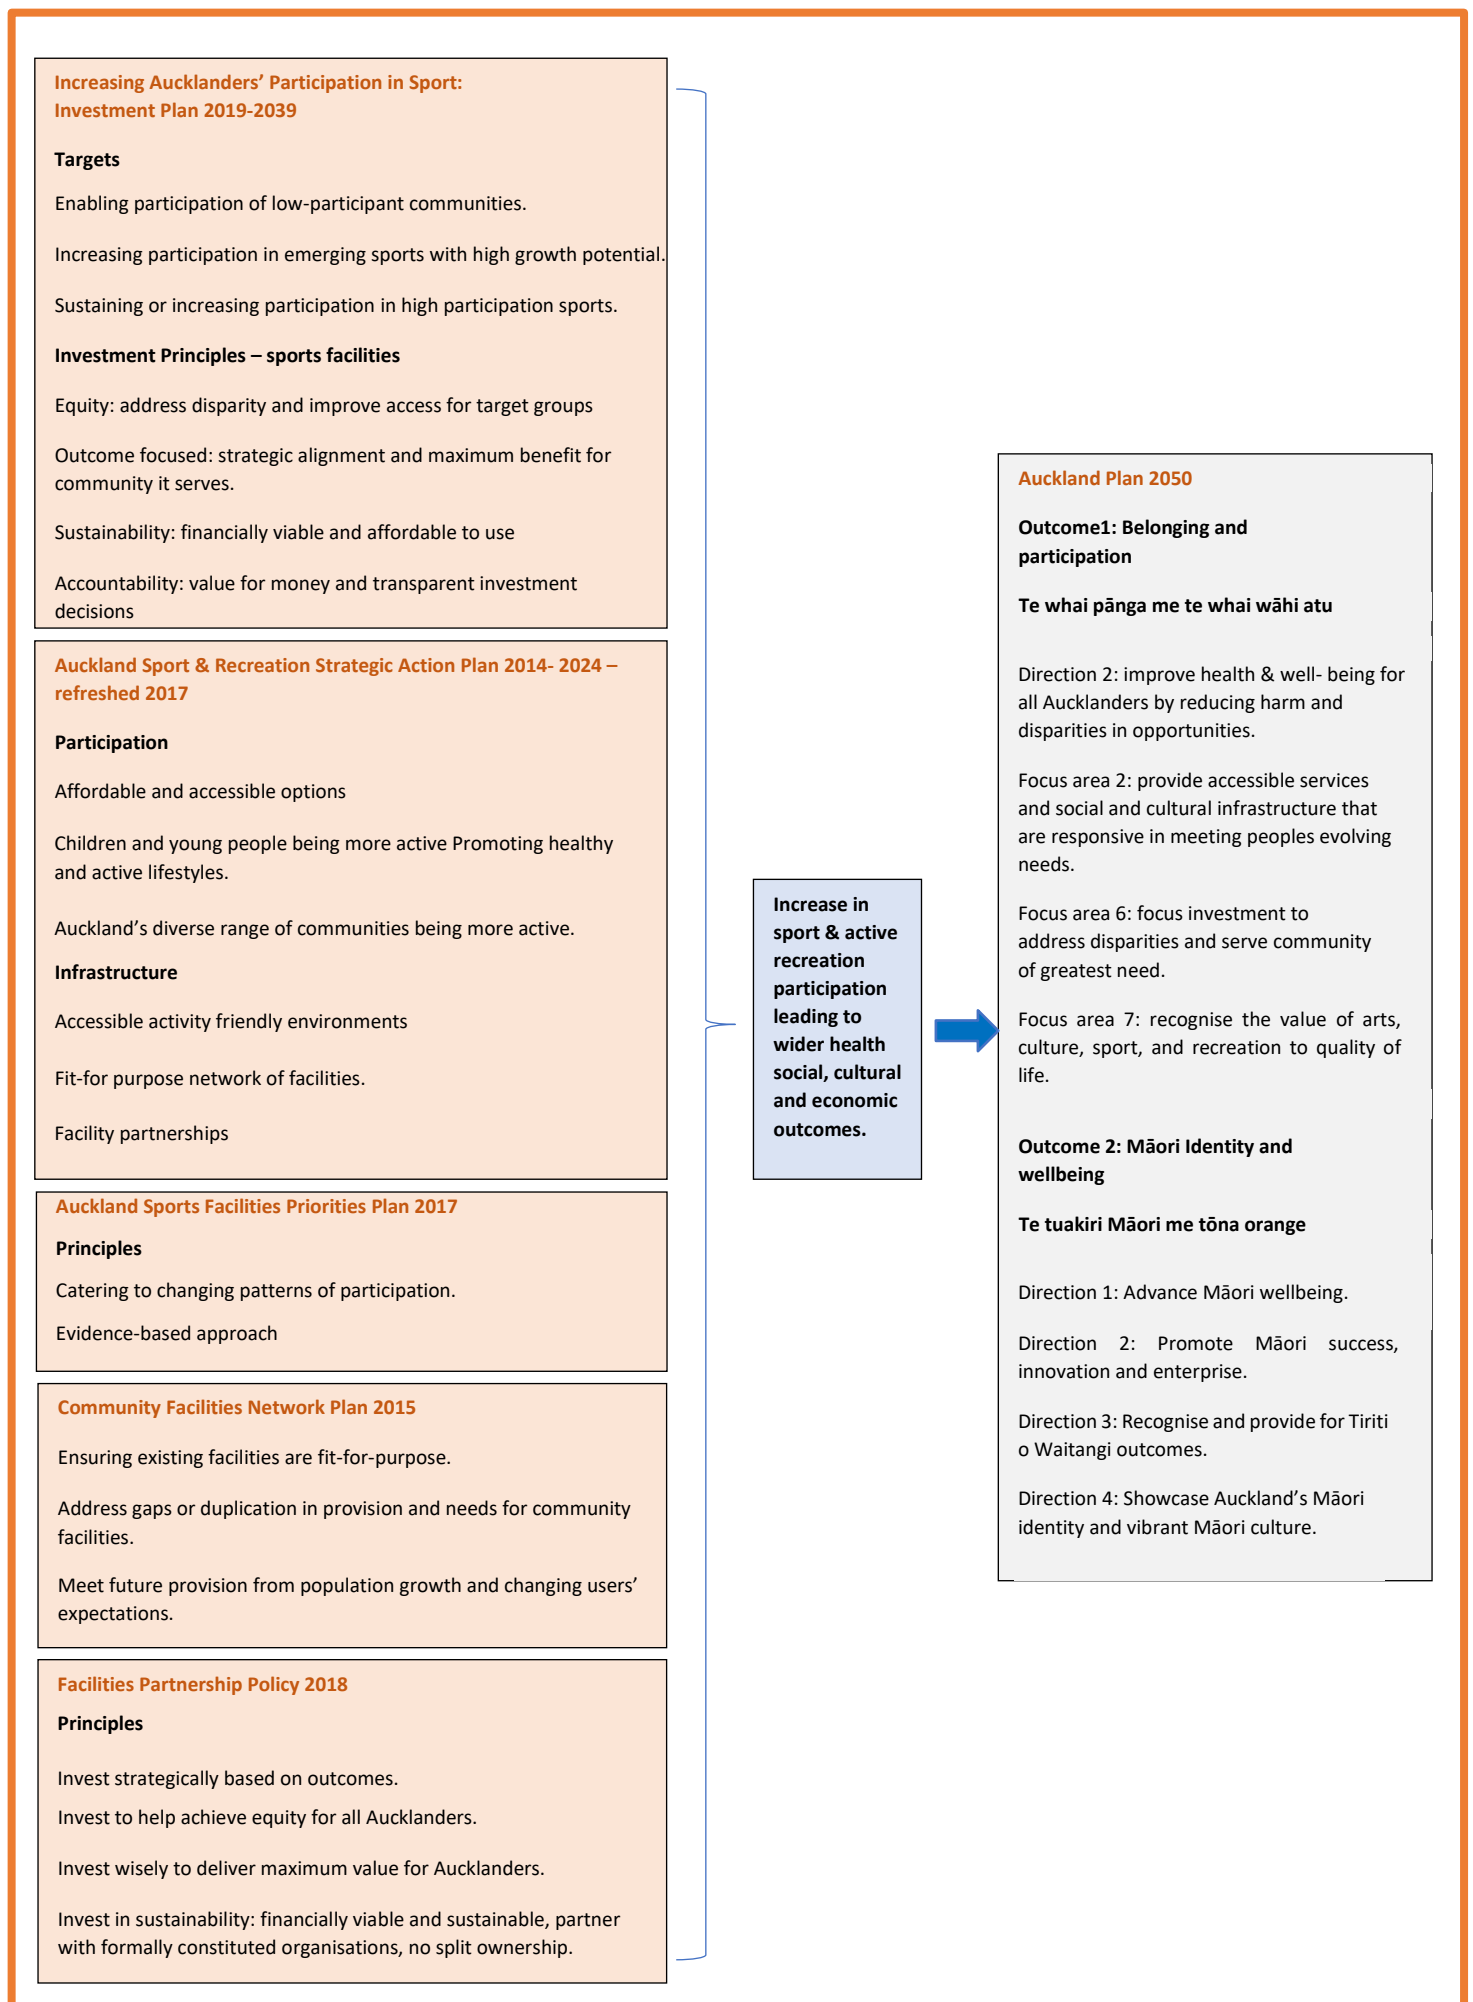 Increasing Aucklanders’ Participation in Sport:
Investment Plan 2019-2039
Targets
Enabling participation of low-participant communities.
Increasing participation in emerging sports with high growth potential.
Sustaining or increasing participation in high participation sports.
Investment Principles – sports facilities
Equity: address disparity and improve access for target groups
Outcome focused: strategic alignment and maximum benefit for
community it serves.
Sustainability: financially viable and affordable to use
Accountability: value for money and transparent investment
decisions
Auckland Sport & Recreation Strategic Action Plan 2014- 2024 –
refreshed 2017
Participation
Affordable and accessible options
Children and young people being more active Promoting healthy
and active lifestyles.
Auckland’s diverse range of communities being more active.
Infrastructure
Accessible activity friendly environments
Fit-for purpose network of facilities.
Facility partnerships
Auckland Sports Facilities Priorities Plan 2017
Principles
Catering to changing patterns of participation.
Evidence-based approach
Community Facilities Network Plan 2015
Ensuring existing facilities are fit-for-purpose.
Address gaps or duplication in provision and needs for community
facilities.
Meet future provision from population growth and changing users’
expectations.
Facilities Partnership Policy 2018
Principles
Invest strategically based on outcomes.
Invest to help achieve equity for all Aucklanders.
Invest wisely to deliver maximum value for Aucklanders.
Invest in sustainability: financially viable and sustainable, partner
with formally constituted organisations, no split ownership.
Increase in
sport & active
recreation
participation
leading to
wider health
social, cultural
and economic
outcomes.
Auckland Plan 2050
Outcome1: Belonging and
participation
Te whai pānga me te whai wāhi atu
Direction 2: improve health & well- being for
all Aucklanders by reducing harm and
disparities in opportunities.
Focus area 2: provide accessible services
and social and cultural infrastructure that
are responsive in meeting peoples evolving
needs.
Focus area 6: focus investment to
address disparities and serve community
of greatest need.
Focus area 7: recognise the value of arts,
culture, sport, and recreation to quality of
life.
Outcome 2: Māori Identity and
wellbeing
Te tuakiri Māori me tōna orange
Direction 1: Advance Māori wellbeing.
Direction 2: Promote Māori success,
innovation and enterprise.
Direction 3: Recognise and provide for Tiriti
o Waitangi outcomes.
Direction 4: Showcase Auckland’s Māori
identity and vibrant Māori culture.